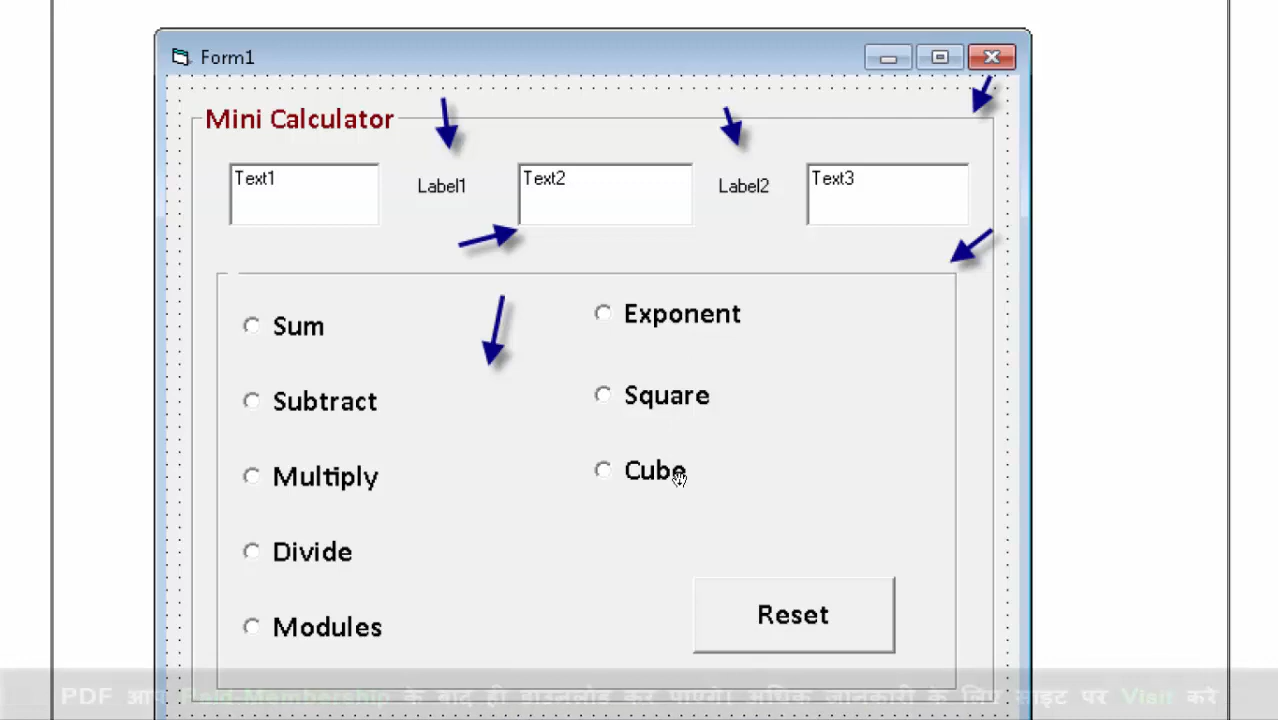 Form1
Mini Calculator
Text1 Label1 Text2 Label2 Text3
Sum Exponent
Subtract Square
Multiply Cube
Divide
Modules
Reset
PDF आप Paid-Membership के बाद ही डाउनलोड कर पाएगे। अधिक जानकारी के लिए साइट पर Visit करे